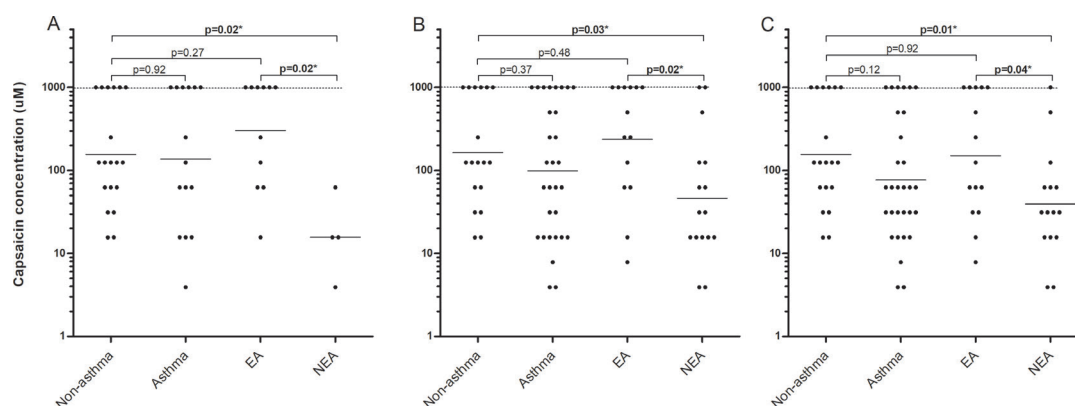 A
B
C
p=0.02*
p=0.27
p=0.92
p=0.02*
p=0.03*
p=0.48
p=0.37
p=0.02*
p=0.01*
p=0.92
p=0.12
p=0.04*
Capsaicin concentration (uM)
1000
100
10
1
1000
100
10
1
1000
100
10
1
Non-asthma
Asthma
EA
NEA
Non-asthma
Asthma
EA
NEA
Non-asthma
Asthma
EA
NEA